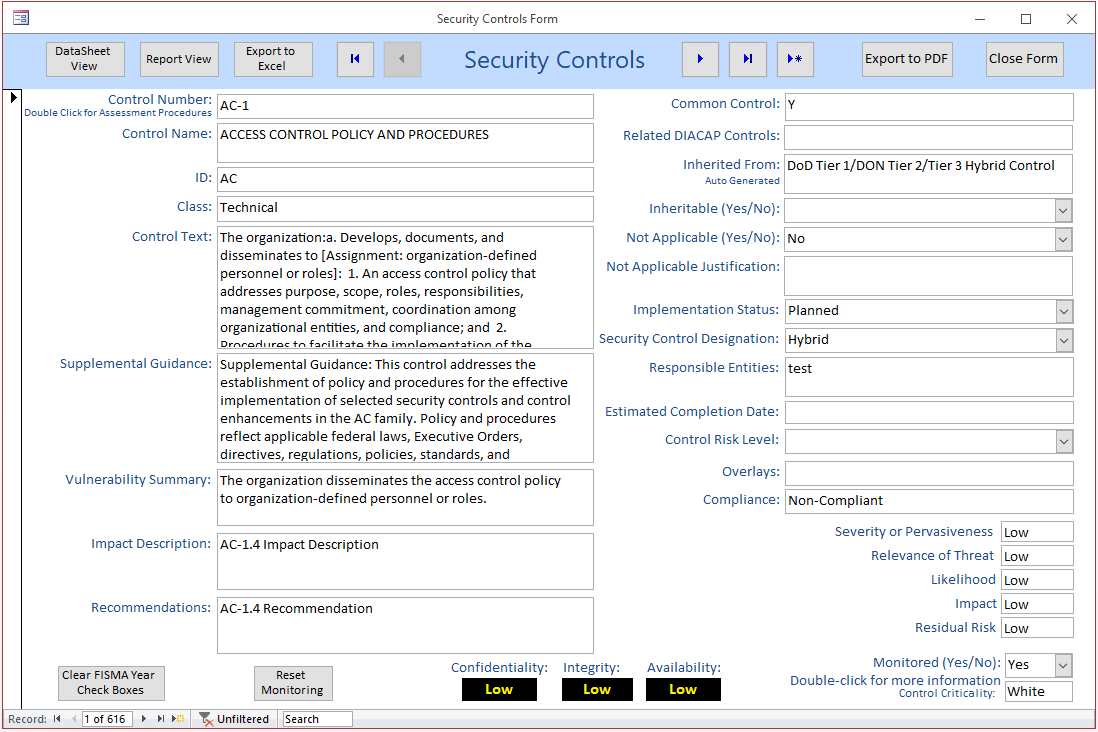 Security Controls Form
DataSheet
View
Report View
Export to
Excel
Security Controls
Export to PDF
Close Form
Control Number:
Double Click for Assessment Procedures
AC-1
Control Name:
ACCESS CONTROL POLICY AND PROCEDURES
ID:
AC
Class:
Technical
Control Text:
The organization:a. Develops, documents, and
disseminates to [Assignment: organization-defined
personnel or roles]:  1. An access control policy that
addresses purpose, scope, roles, responsibilities,
management commitment, coordination among
organizational entities, and compliance; and  2.
Procedures to facilitate the implementation of the
Supplemental Guidance:
Supplemental Guidance: This control addresses the
establishment of policy and procedures for the effective
implementation of selected security controls and control
enhancements in the AC family. Policy and procedures
reflect applicable federal laws, Executive Orders,
directives, regulations, policies, standards, and
Vulnerability Summary:
The organization disseminates the access control policy
to organization-defined personnel or roles.
Impact Description:
AC-1.4 Impact Description
Recommendations:
AC-1.4 Recommendation
Common Control:
Y
Related DIACAP Controls:
Inherited From:
Auto Generated
DoD Tier 1/DON Tier 2/Tier 3 Hybrid Control
Inheritable (Yes/No):
Not Applicable (Yes/No):
No
Not Applicable Justification:
Implementation Status:
Planned
Security Control Designation:
Hybrid
Responsible Entities:
test
Estimated Completion Date:
Control Risk Level:
Overlays:
Compliance:
Non-Compliant
Severity or Pervasiveness
Low
Relevance of Threat
Low
Likelihood
Low
Impact
Low
Residual Risk
Low
Clear FISMA Year
Check Boxes
Reset
Monitoring
Confidentiality:
Low
Integrity:
Low
Availability:
Low
Monitored (Yes/No):
Yes
Double-click for more information
Control Criticality:
White
Record:
1 of 616
Unfiltered
Search